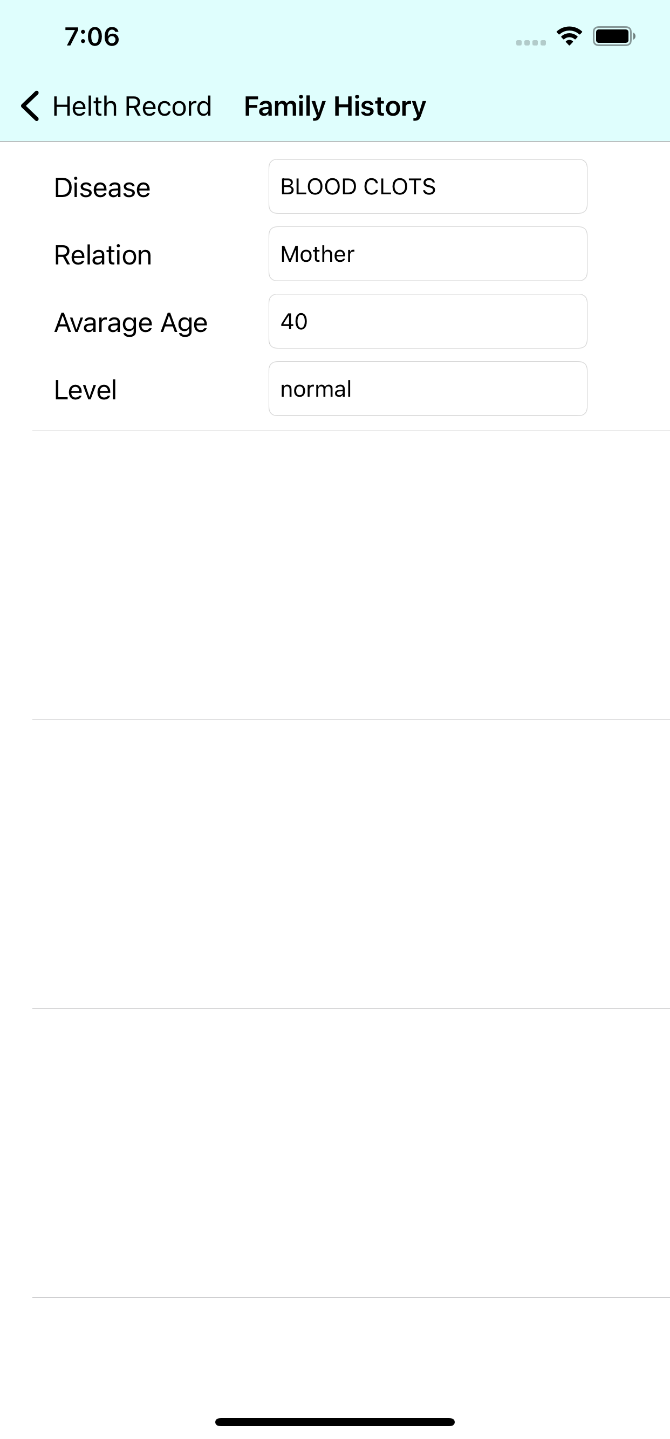 7:06
Helth Record Family History
Disease BLOOD CLOTS
Relation Mother
Avarage Age 40
Level normal